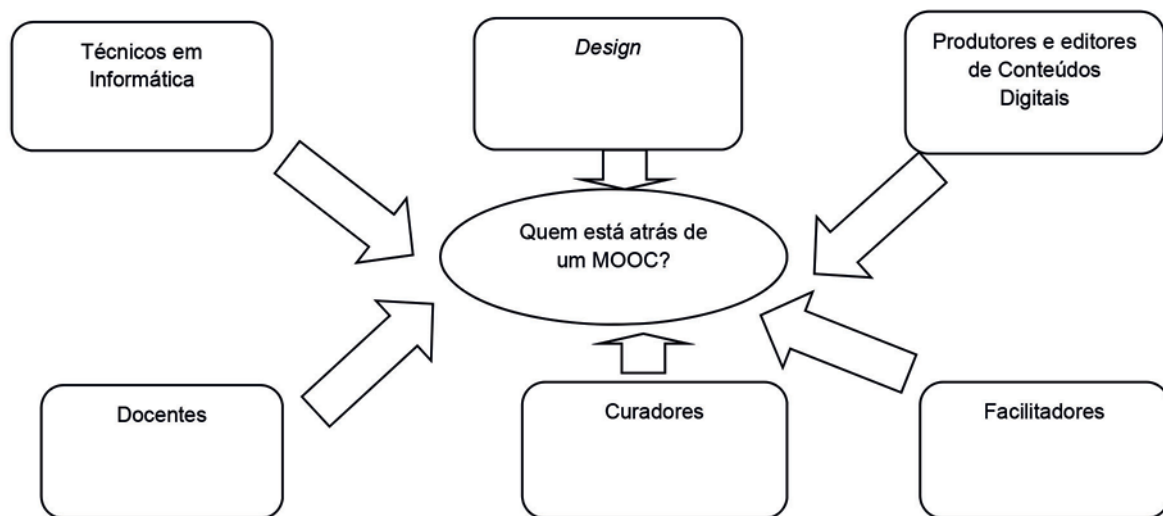 Técnicos em
Informática
Design
Produtores e editores
de Conteúdos
Digitais
Quem está atrás de
um MOOC?
Docentes
Curadores
Facilitadores